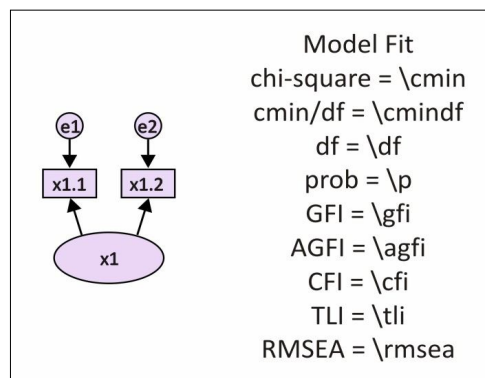 Model Fit
chi-square = \cmin
cmin/df = \cmindf
df = \df
prob = \p
GFI = \gfi
AGFI = \agfi
CFI = \cfi
TLI = \tli
RMSEA = \rmsea
e1 e2
x1.1 x1.2
x1